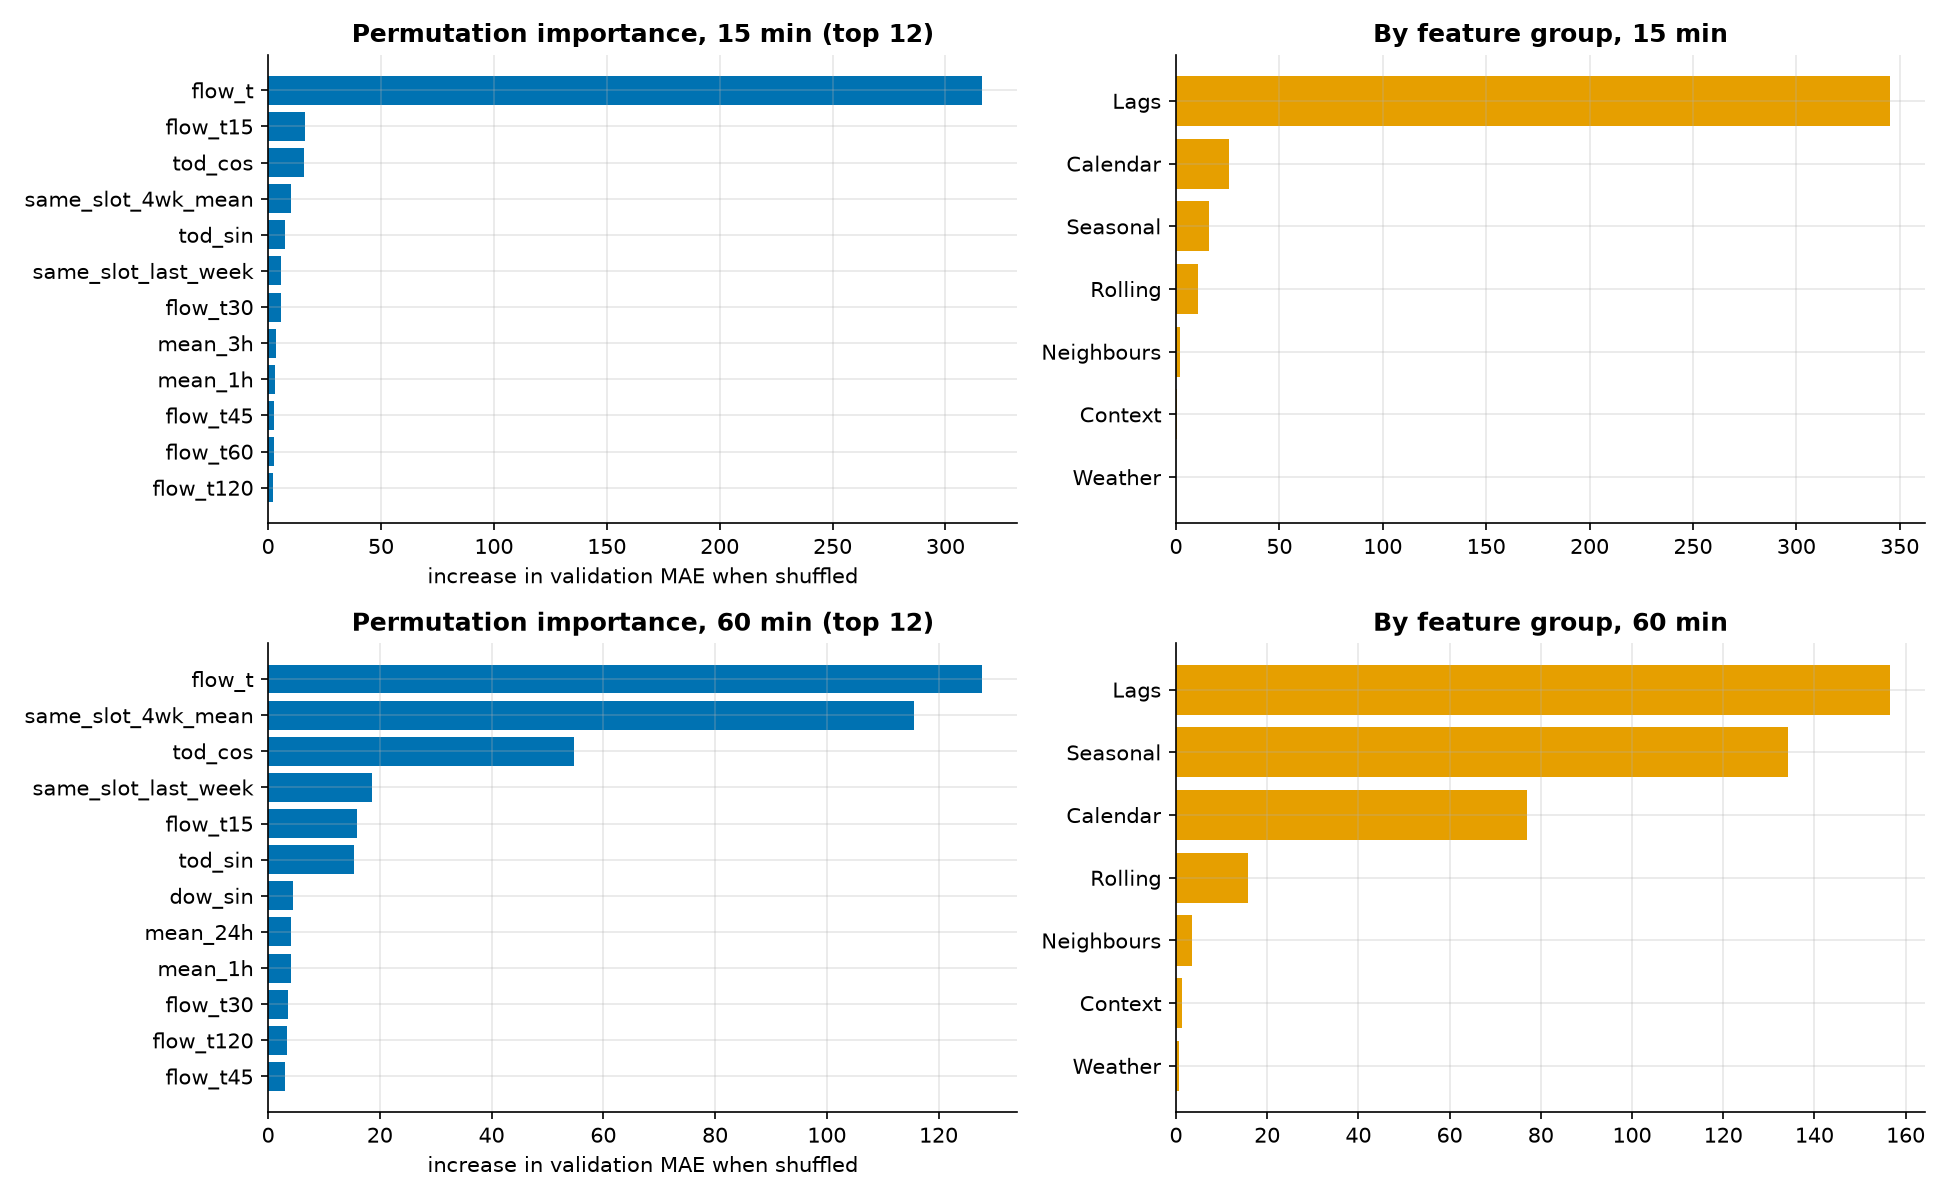 Permutation importance, 15 min (top 12)
flow_t
flow_t15
tod_cos
same_slot_4wk_mean
tod_sin
same_slot_last_week
flow_t30
mean_3h
mean_1h
flow_t45
flow_t60
flow_t120
0 50 100 150 200 250 300
increase in validation MAE when shuffled
By feature group, 15 min
Lags
Calendar
Seasonal
Rolling
Neighbours
Context
Weather
0 50 100 150 200 250 300 350
Permutation importance, 60 min (top 12)
flow_t
same_slot_4wk_mean
tod_cos
same_slot_last_week
flow_t15
tod_sin
dow_sin
mean_24h
mean_1h
flow_t30
flow_t120
flow_t45
0 20 40 60 80 100 120
increase in validation MAE when shuffled
By feature group, 60 min
Lags
Seasonal
Calendar
Rolling
Neighbours
Context
Weather
0 20 40 60 80 100 120 140 160